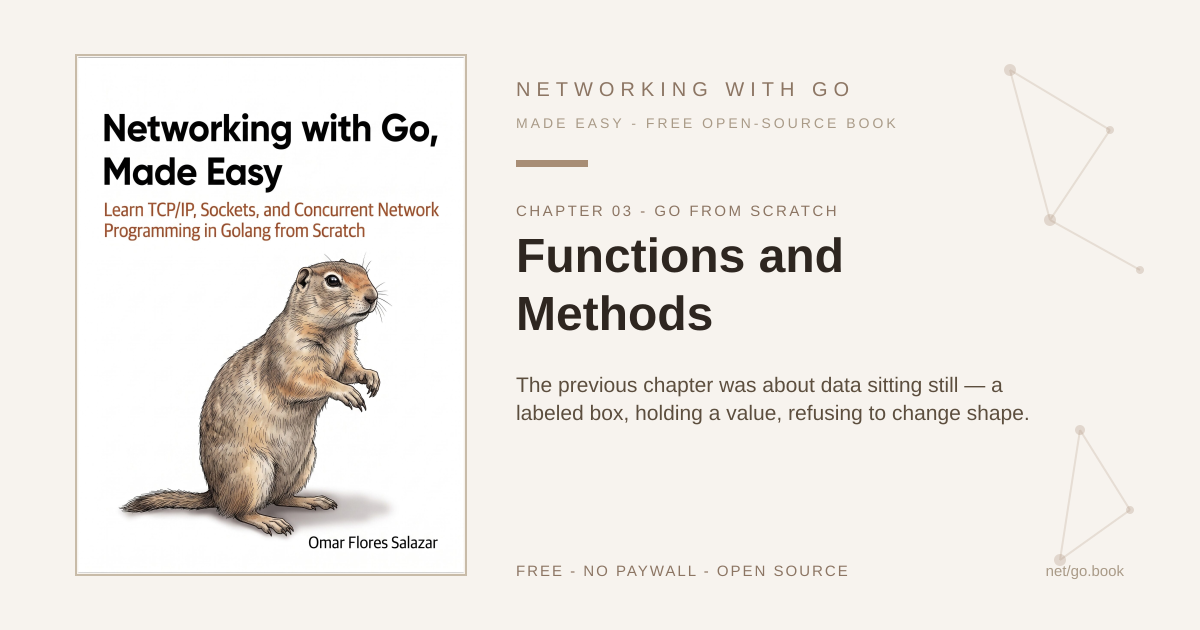 Networking with Go,
Made Easy
Learn TCP/IP, Sockets, and Concurrent Network
Programming in Golang from Scratch
Omar Flores Salazar
NETWORKING WITH GO
MADE EASY - FREE OPEN-SOURCE BOOK
CHAPTER 03 - GO FROM SCRATCH
Functions and
Methods
The previous chapter was about data sitting still — a
labeled box, holding a value, refusing to change shape.
FREE - NO PAYWALL - OPEN SOURCE
net/go.book